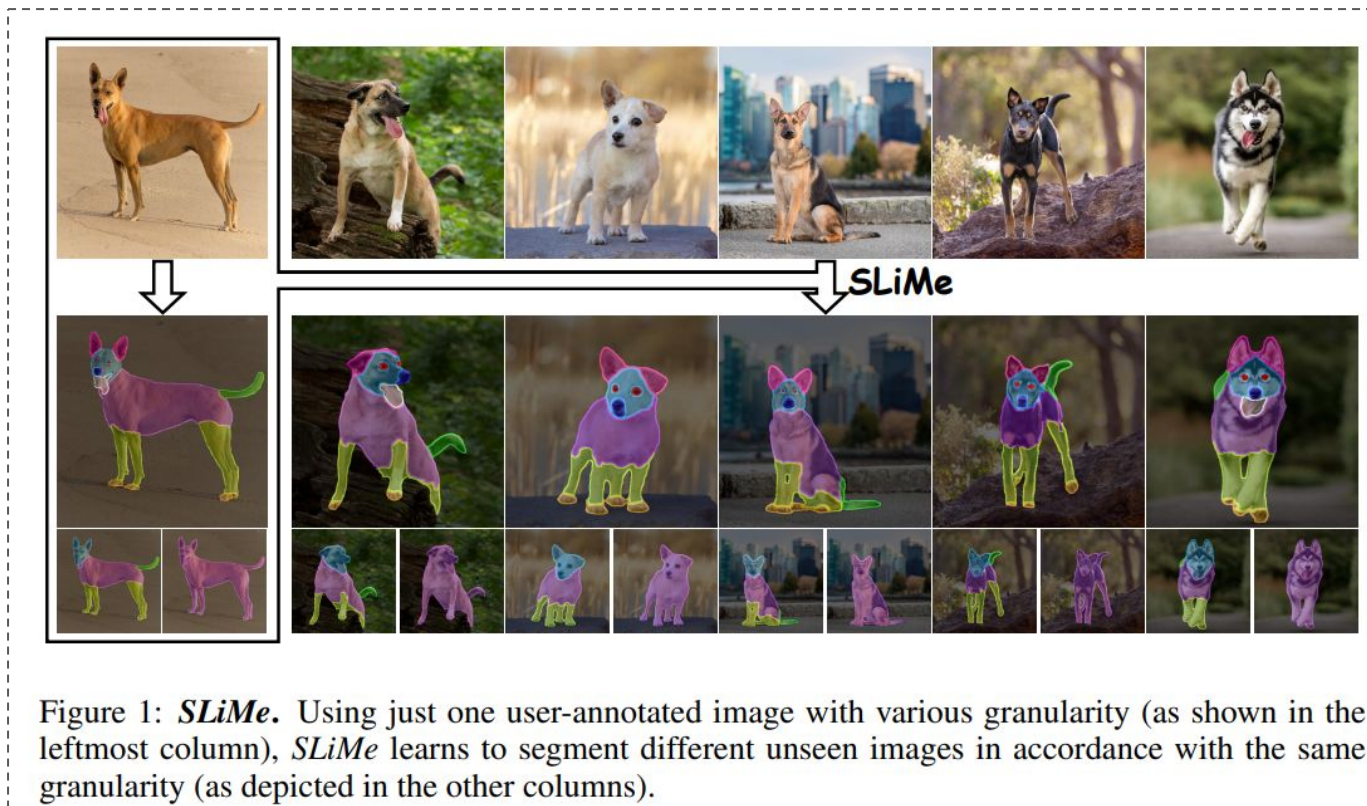 SLiMe
Figure 1: SLiMe. Using just one user-annotated image with various granularity (as shown in the
leftmost column), SLiMe learns to segment different unseen images in accordance with the same
granularity (as depicted in the other columns).